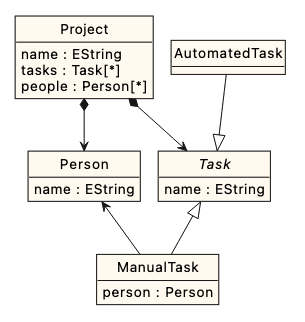 Project
name : EString
tasks : Task[*]
people : Person[*]
AutomatedTask
Person
name : EString
Task
name : EString
ManualTask
person : Person